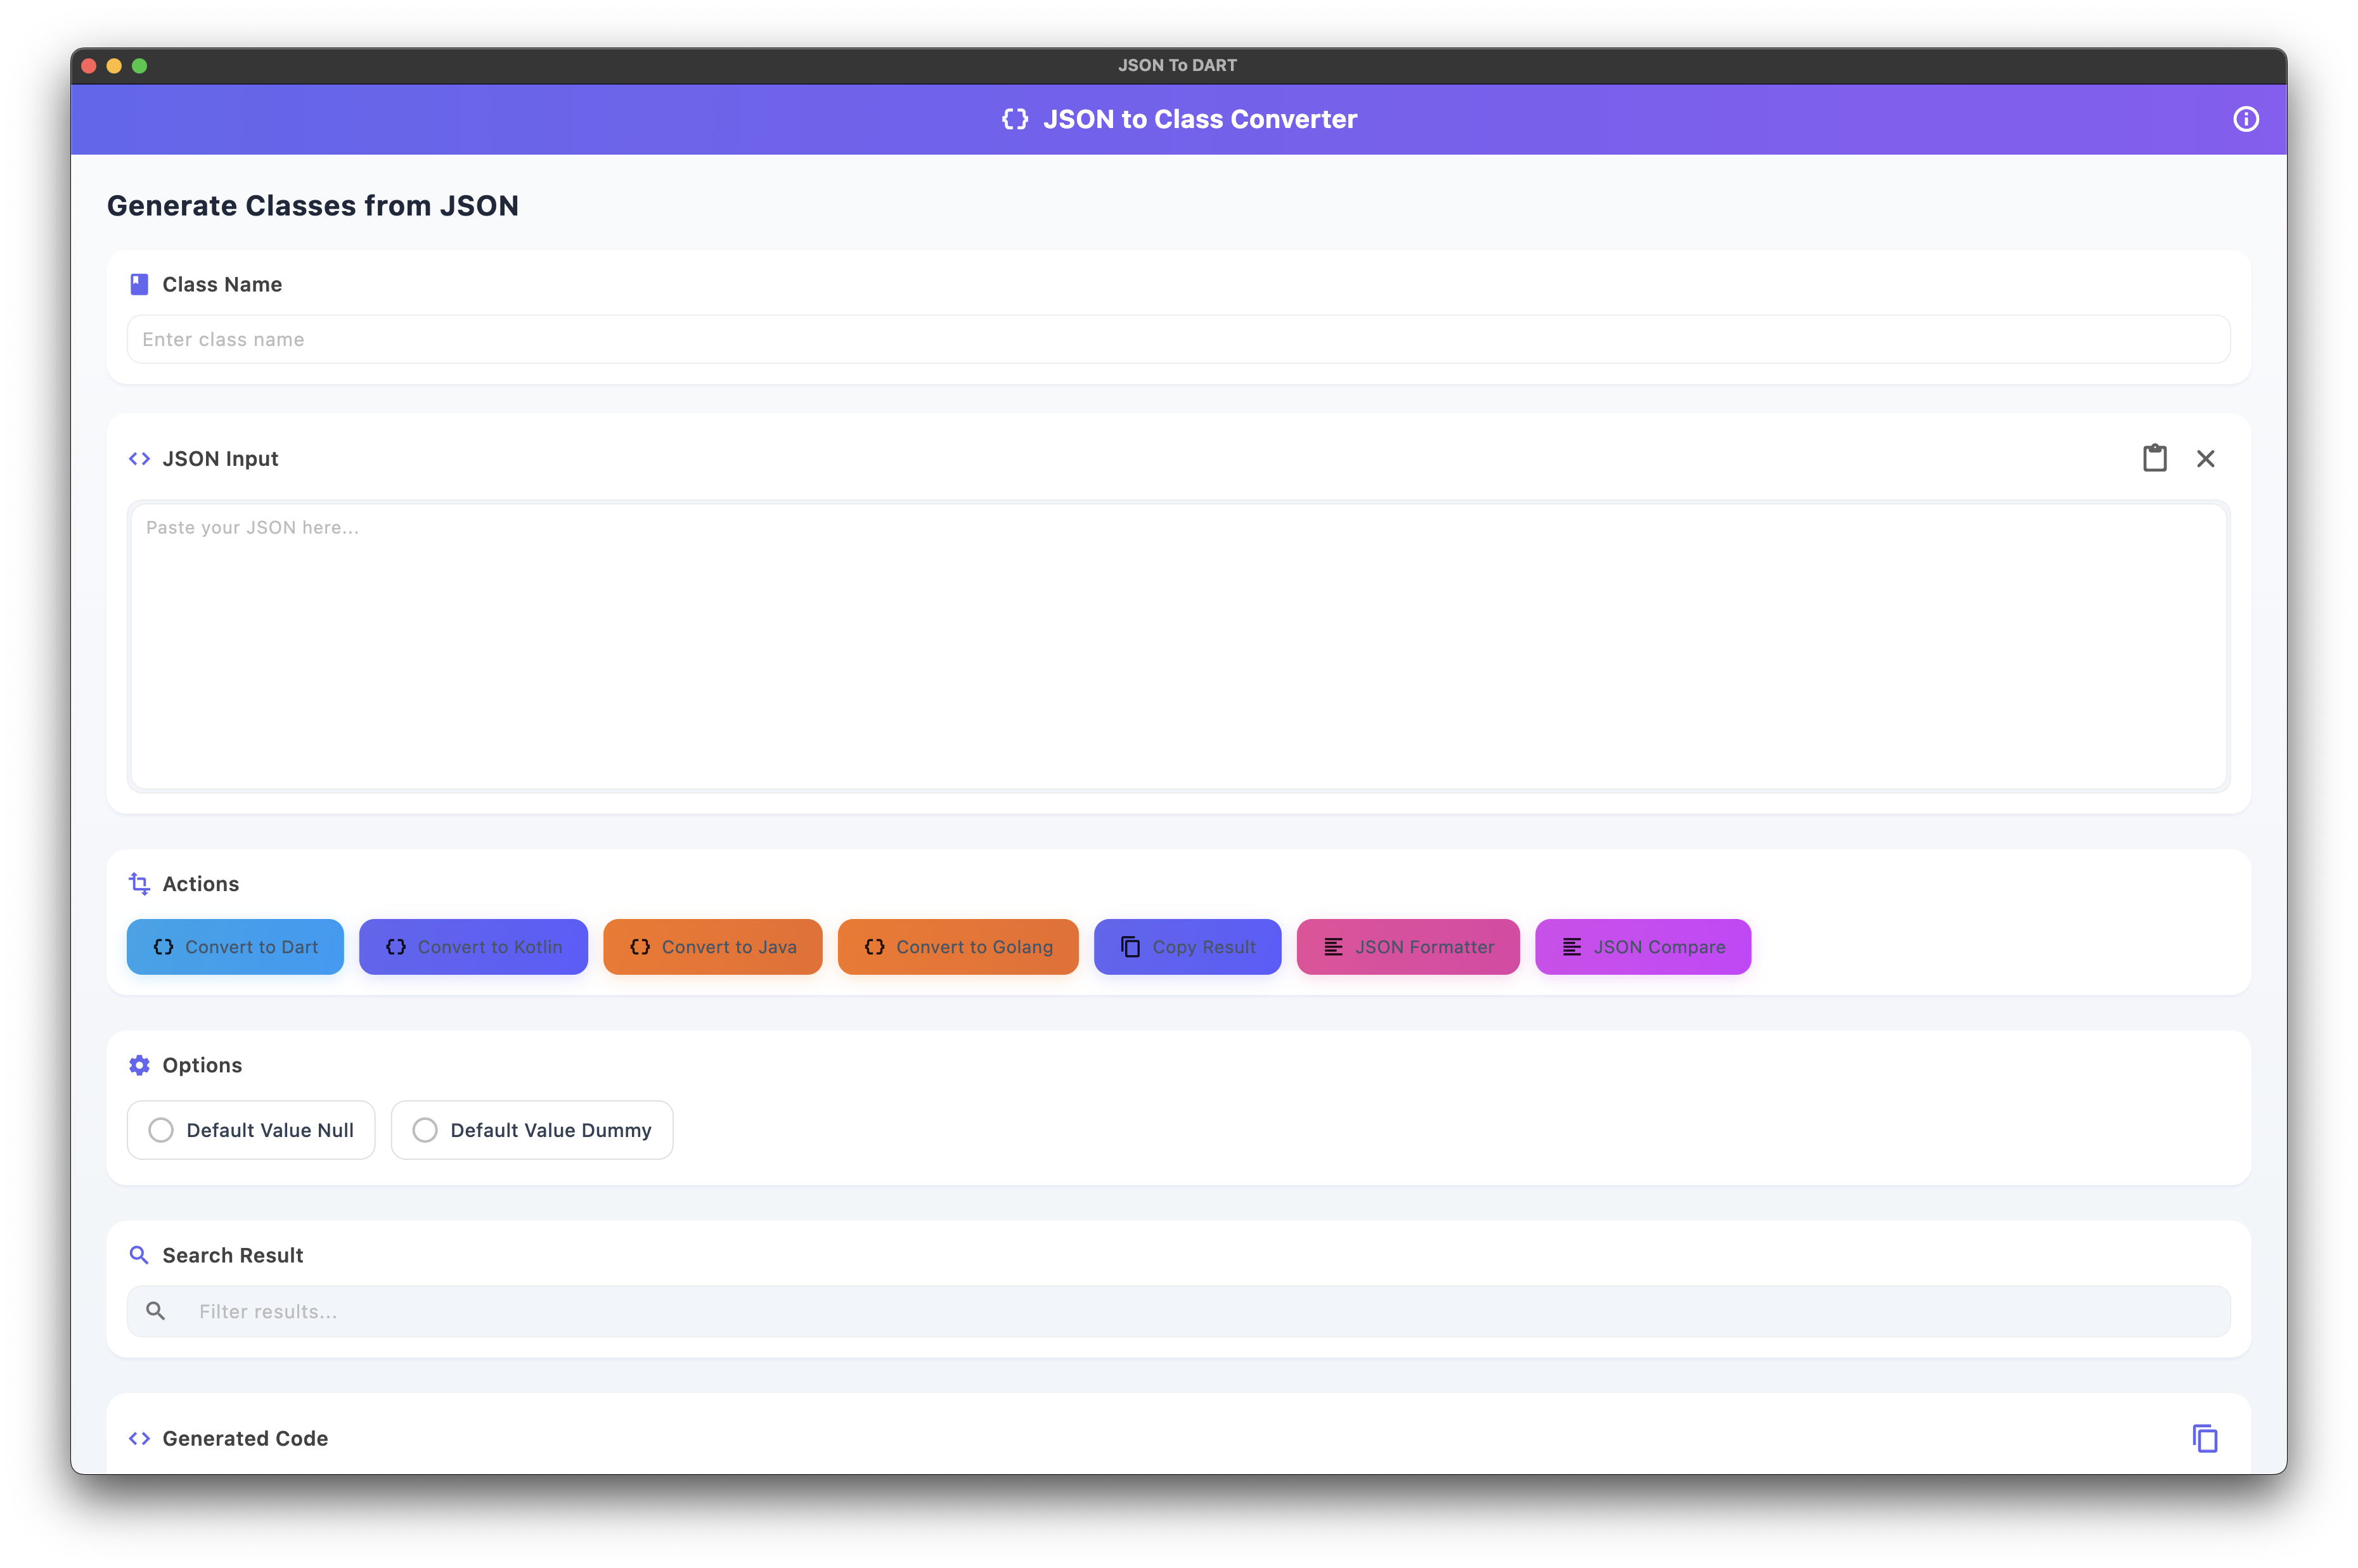 JSON To DART
JSON to Class Converter
Generate Classes from JSON
Class Name
Enter class name
JSON Input
Paste your JSON here...
Actions
Convert to Dart
Convert to Kotlin
Convert to Java
Convert to Golang
Copy Result
JSON Formatter
JSON Compare
Options
Default Value Null
Default Value Dummy
Search Result
Filter results...
Generated Code